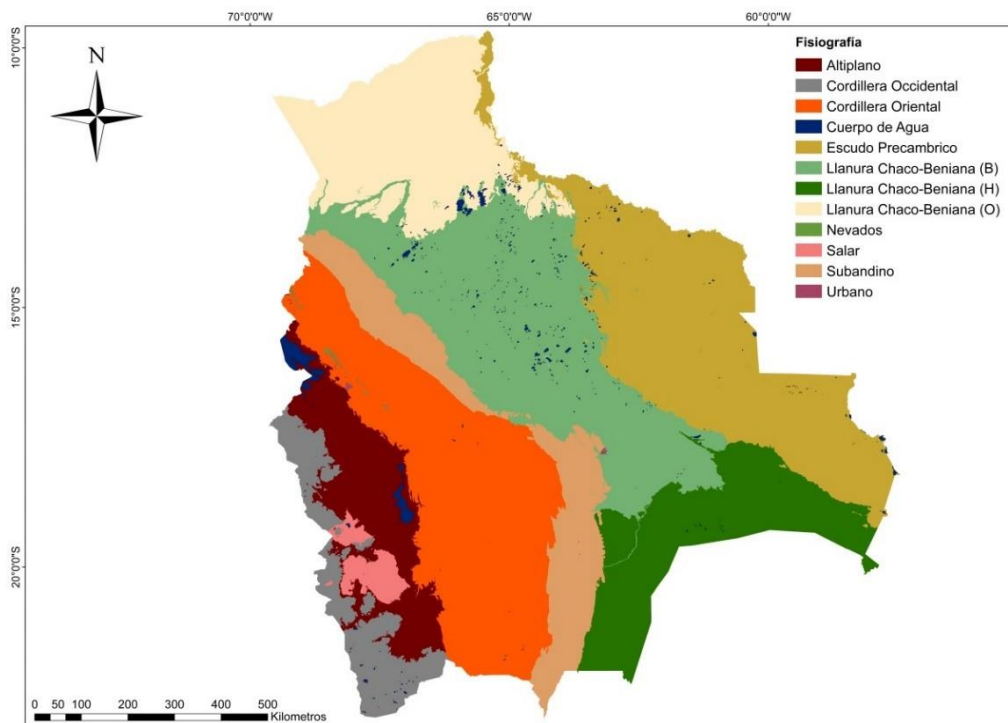 70°0'0"W 65°0'0"W 60°0'0"W
10°0'0"S
N
Fisiografía
Altiplano
Cordillera Occidental
Cordillera Oriental
Cuerpo de Agua
Escudo Precambrico
Llanura Chaco-Beniana (B)
Llanura Chaco-Beniana (H)
Llanura Chaco-Beniana (O)
Nevados
Salar
Subandino
Urbano
15°0'0"S
20°0'0"S
0 50 100 200 300 400 500
Kilometros